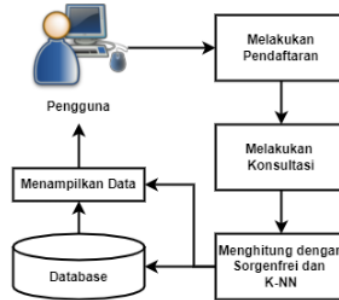 Melakukan
Pendaftaran
Pengguna
Melakukan
Konsultasi
Menampilkan Data
Menghitung dengan
Sorgenfrei dan
K-NN
Database